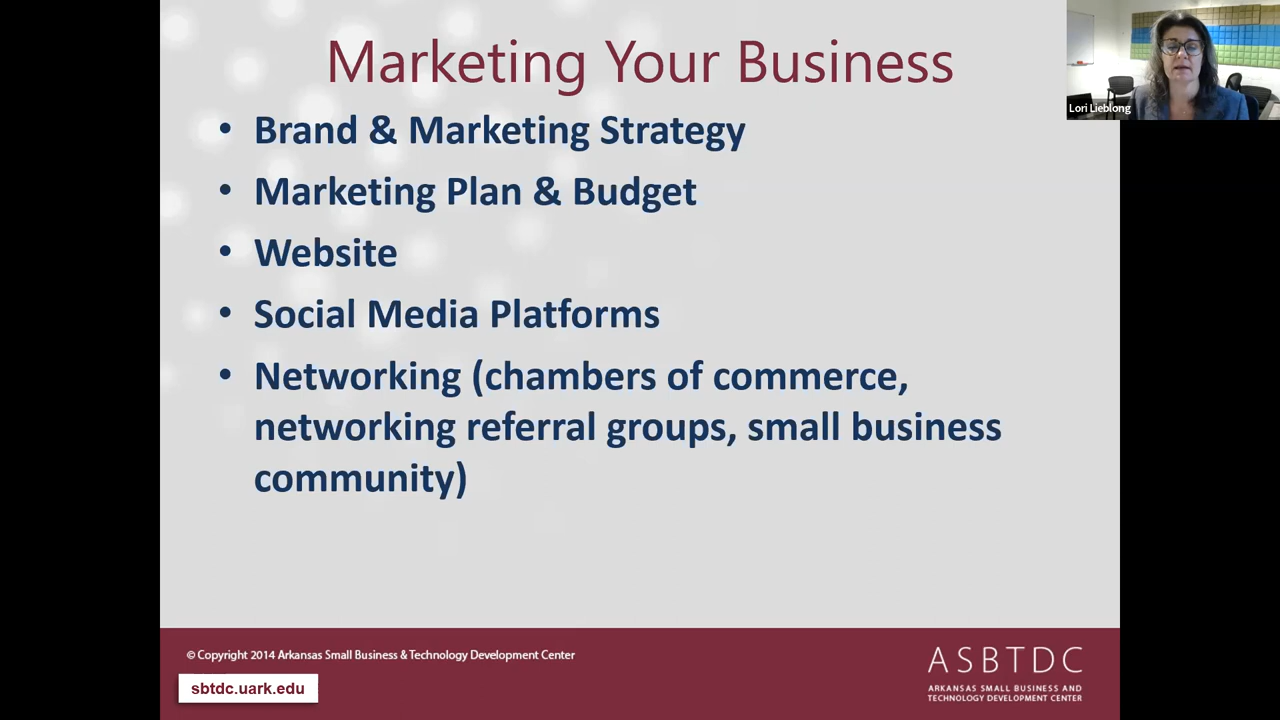 Marketing Your Business
Lori Lieblong
• Brand & Marketing Strategy
• Marketing Plan & Budget
• Website
• Social Media Platforms
• Networking (chambers of commerce,
networking referral groups, small business
community)
© Copyright 2014 Arkansas Small Business & Technology Development Center
sbtdc.uark.edu
ASBTDC
ARKANSAS SMALL BUSINESS AND
TECHNOLOGY DEVELOPMENT CENTER